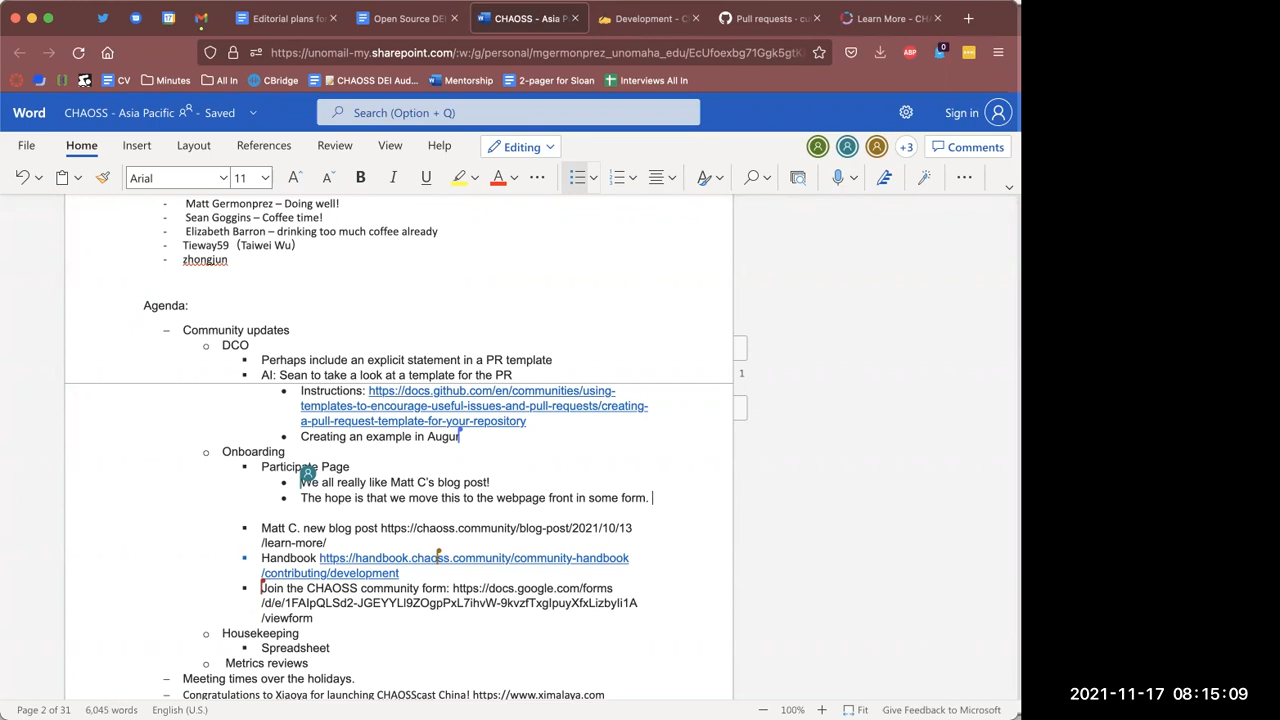 Editorial plans for
Open Source DEI
CHAOSS - Asia P
Development - C
Pull requests - cu
Learn More - CHA
https://unomail-my.sharepoint.com/:w:/g/personal/mgermonprez_unomaha_edu/EcUfoexbg71Ggk5gtK
ABP
0
CV
Minutes
All In
CBridge
CHAOSS DEI Aud...
Mentorship
2-pager for Sloan
Interviews All In
Word
CHAOSS - Asia Pacific - Saved
Search (Option + Q)
Sign in
File
Home
Insert
Layout
References
Review
View
Help
Editing
+3
Comments
Arial
11
- Matt Germonprez – Doing well!
- Sean Goggins – Coffee time!
- Elizabeth Barron – drinking too much coffee already
- Tieway59（Taiwei Wu）
- zhongjun
Agenda:
– Community updates
o DCO
▪ Perhaps include an explicit statement in a PR template
▪ AI: Sean to take a look at a template for the PR
• Instructions: https://docs.github.com/en/communities/using-
templates-to-encourage-useful-issues-and-pull-requests/creating-
a-pull-request-template-for-your-repository
• Creating an example in Augur
o Onboarding
▪ Participate Page
• We all really like Matt C's blog post!
• The hope is that we move this to the webpage front in some form.
▪ Matt C. new blog post https://chaoss.community/blog-post/2021/10/13
/learn-more/
▪ Handbook https://handbook.chaoss.community/community-handbook
/contributing/development
▪ Join the CHAOSS community form: https://docs.google.com/forms
/viewform
o Housekeeping
▪ Spreadsheet
o Metrics reviews
– Meeting times over the holidays.
– Congratulations to Xiaoya for launching CHAOSScast China! https://www.ximalaya.com
1
Page 2 of 31
6,045 words
English (U.S.)
100%
Fit
Give Feedback to Microsoft
2021-11-17 08:15:09